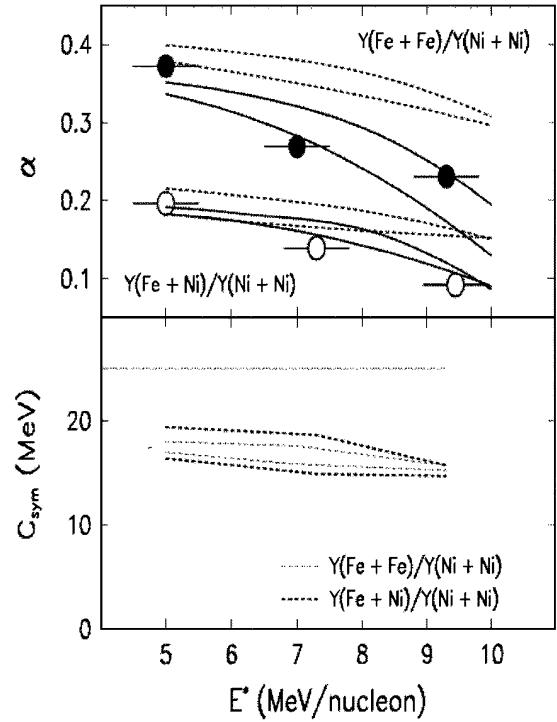 Y(Fe + Fe)/Y(Ni + Ni)
0.4
0.3
α
0.2
0.1
Y(Fe + Ni)/Y(Ni + Ni)
20
C_sym (MeV)
10
Y(Fe + Fe)/Y(Ni + Ni)
Y(Fe + Ni)/Y(Ni + Ni)
5 6 7 8 9 10
E* (MeV/nucleon)